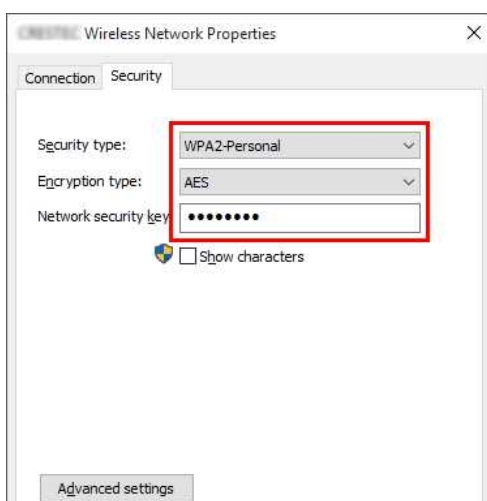 Wireless Network Properties
Connection Security
Security type: WPA2-Personal
Encryption type: AES
Network security key ●●●●●●●●
Show characters
Advanced settings